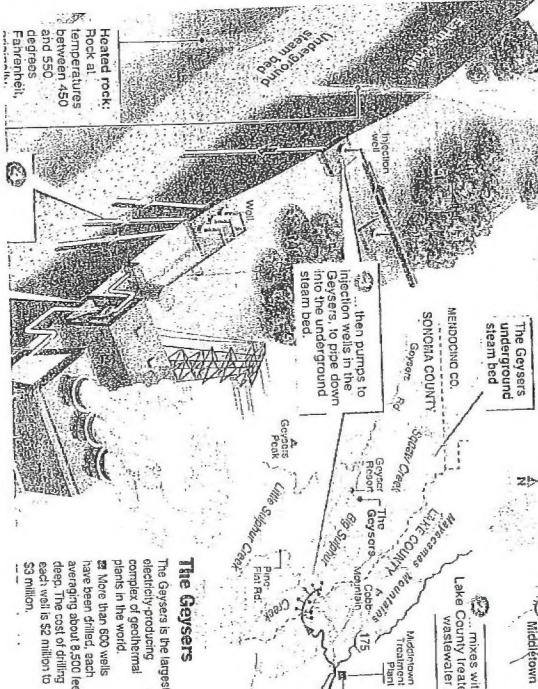 Heated rock:
Rock at
temperatures
between 450
and 550
degrees
Fahrenheit,
Underground
steam bed
Injection
well
Well
... then pumps to
injection wells in the
Geysers, to pipe down
into the underground
steam bed.
The Geysers
underground
steam bed
MENDOCINO CO.
SONOMA COUNTY
Geysers
Rd
Squaw Creek
LAKE COUNTY
Mayacamas Mountains
Geyser
Resort
The
Geysers
Big Sulphur
Creek
Cobb
Mountain
175
Geysers
Peak
Little Sulphur Creek
Pine
Flat Rd
N
Middletown
... mixes wit
Lake County treate
wastewater
Middletown
Treatment
Plant
The Geysers
The Geysers is the largest
electricity-producing
complex of geothermal
plants in the world.
More than 600 wells
have been drilled, each
averaging about 8,500 fee
deep. The cost of drilling
each well is $2 million to
$3 million.